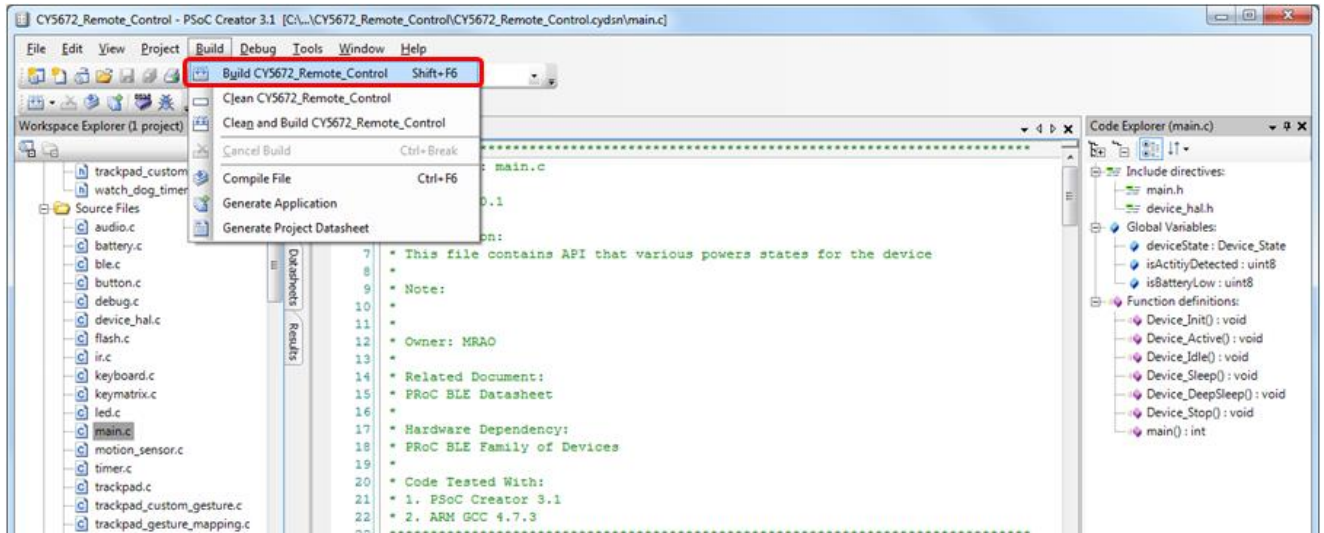 CY5672_Remote_Control - PSoC Creator 3.1 [C:\...\CY5672_Remote_Control\CY5672_Remote_Control.cydsn\main.c]
File Edit View Project Build Debug Tools Window Help
Build CY5672_Remote_Control Shift+F6
Clean CY5672_Remote_Control
Clean and Build CY5672_Remote_Control
Cancel Build Ctrl+Break
Compile File Ctrl+F6
Generate Application
Generate Project Datasheet
Workspace Explorer (1 project)
trackpad_custom
watch_dog_timer
Source Files
audio.c
battery.c
ble.c
button.c
debug.c
device_hal.c
flash.c
ir.c
keyboard.c
keymatrix.c
led.c
main.c
motion_sensor.c
timer.c
trackpad.c
trackpad_custom_gesture.c
trackpad_gesture_mapping.c
Datasheets
Results
: main.c
0.1
on:
7 * This file contains API that various powers states for the device
8 *
9 * Note:
10 *
11 *
12 * Owner: MRAO
13 *
14 * Related Document:
15 * PRoC BLE Datasheet
16 *
17 * Hardware Dependency:
18 * PRoC BLE Family of Devices
19 *
20 * Code Tested With:
21 * 1. PSoC Creator 3.1
22 * 2. ARM GCC 4.7.3
Code Explorer (main.c)
Include directives:
main.h
device_hal.h
Global Variables:
deviceState : Device_State
isActitiyDetected : uint8
isBatteryLow : uint8
Function definitions:
Device_Init() : void
Device_Active() : void
Device_Idle() : void
Device_Sleep() : void
Device_DeepSleep() : void
Device_Stop() : void
main() : int